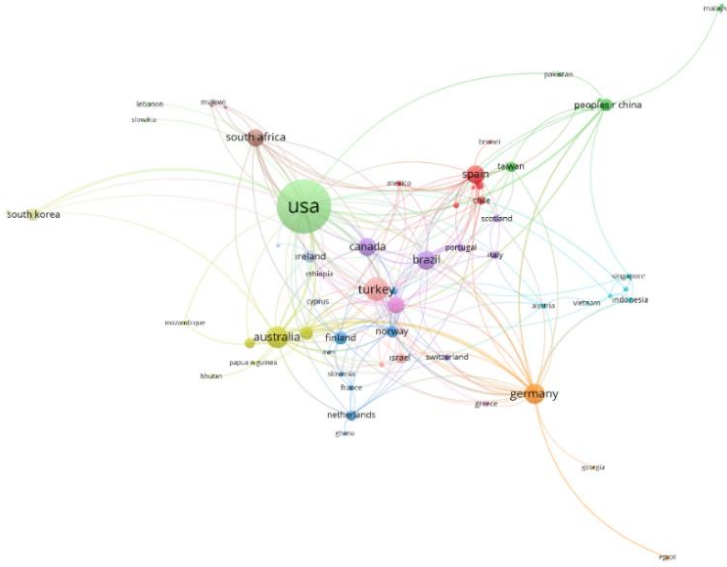 malaysia
pakistan
peoples r china
lebanon
malawi
slovakia
south africa
brunei
taiwan
spain
mexico
usa
chile
south korea
scotland
canada
portugal
ireland
italy
brazil
ethiopia
singapore
turkey
cyprus
indonesia
vietnam
austria
mozambique
norway
australia
finland
iran
israel
switzerland
papua n guinea
slovenia
bhutan
france
germany
greece
netherlands
ghana
georgia
egypt